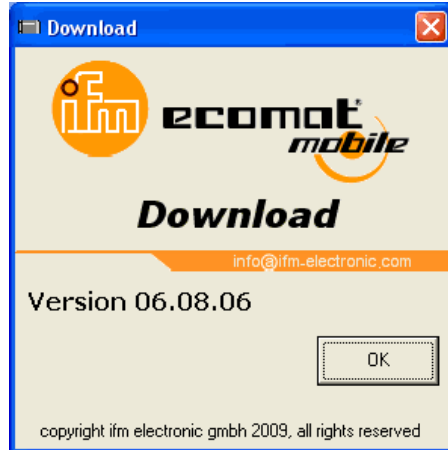 Download
ifm
ecomat
mobile
Download
info@ifm-electronic.com
Version 06.08.06
OK
copyright ifm electronic gmbh 2009, all rights reserved